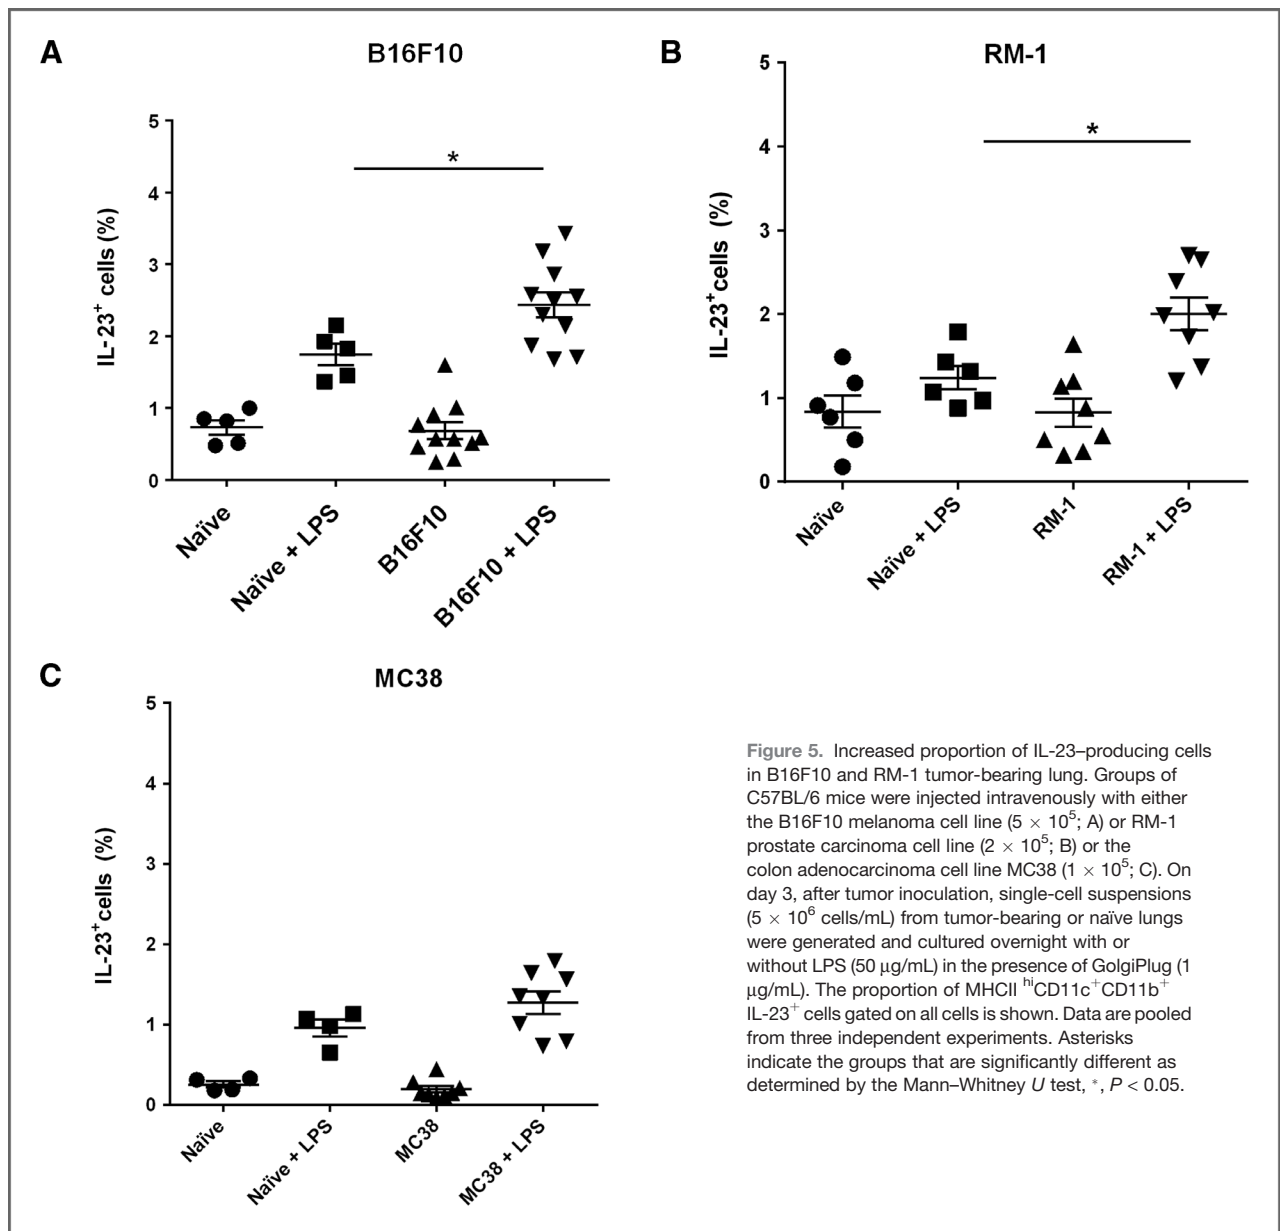 A
B16F10
5
4
3
2
1
0
IL-23+ cells (%)
*
Naïve
Naïve + LPS
B16F10
B16F10 + LPS
B
RM-1
5
4
3
2
1
0
IL-23+cells (%)
*
Naïve
Naïve + LPS
RM-1
RM-1 + LPS
C
MC38
5
4
3
2
1
0
IL-23+cells (%)
Naïve
Naïve + LPS
MC38
MC38 + LPS
Figure 5. Increased proportion of IL-23–producing cells
in B16F10 and RM-1 tumor-bearing lung. Groups of
C57BL/6 mice were injected intravenously with either
the B16F10 melanoma cell line (5 × 10⁵; A) or RM-1
prostate carcinoma cell line (2 × 10⁵; B) or the
colon adenocarcinoma cell line MC38 (1 × 10⁵; C). On
day 3, after tumor inoculation, single-cell suspensions
(5 × 10⁶ cells/mL) from tumor-bearing or naïve lungs
were generated and cultured overnight with or
without LPS (50 μg/mL) in the presence of GolgiPlug (1
μg/mL). The proportion of MHCII hiCD11c+CD11b+
IL-23+ cells gated on all cells is shown. Data are pooled
from three independent experiments. Asterisks
indicate the groups that are significantly different as
determined by the Mann–Whitney U test, *, P < 0.05.